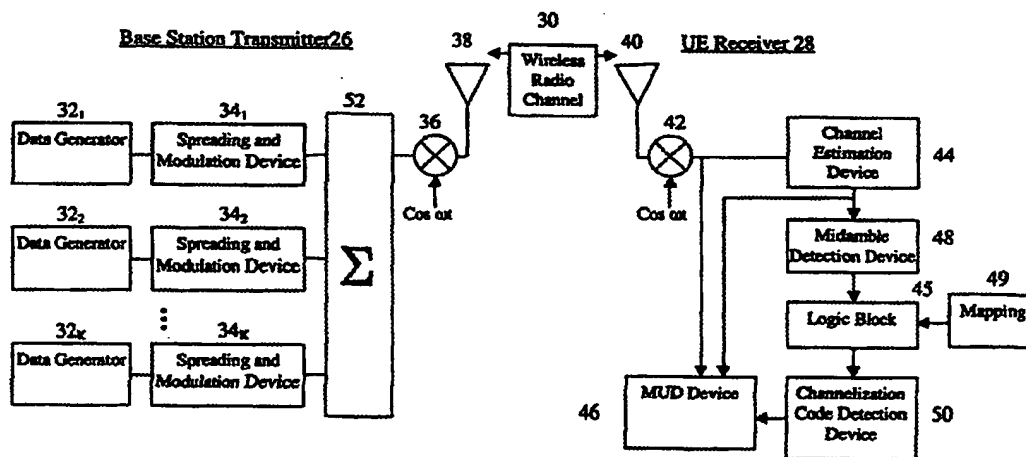 Base Station Transmitter26
38
30
Wireless
Radio
Channel
40
UE Receiver 28
32₁
Data Generator
34₁
Spreading and
Modulation Device
52
Σ
36
Cos ωt
42
Cos ωt
Channel
Estimation
Device
44
32₂
Data Generator
34₂
Spreading and
Modulation Device
Midamble
Detection Device
48
45
Logic Block
49
Mapping
32ₖ
Data Generator
34ₖ
Spreading and
Modulation Device
46
MUD Device
Channelization
Code Detection
Device
50